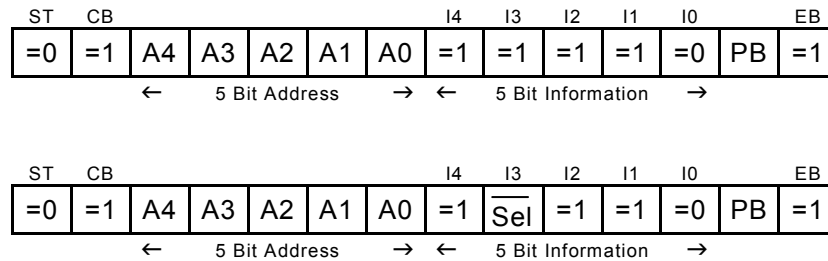 ST CB I4 I3 I2 I1 I0 EB
=0 =1 A4 A3 A2 A1 A0 =1 =1 =1 =1 =0 PB =1
← 5 Bit Address → ← 5 Bit Information →
ST CB I4 I3 I2 I1 I0 EB
=0 =1 A4 A3 A2 A1 A0 =1 S̅e̅l̅ =1 =1 =0 PB =1
← 5 Bit Address → ← 5 Bit Information →